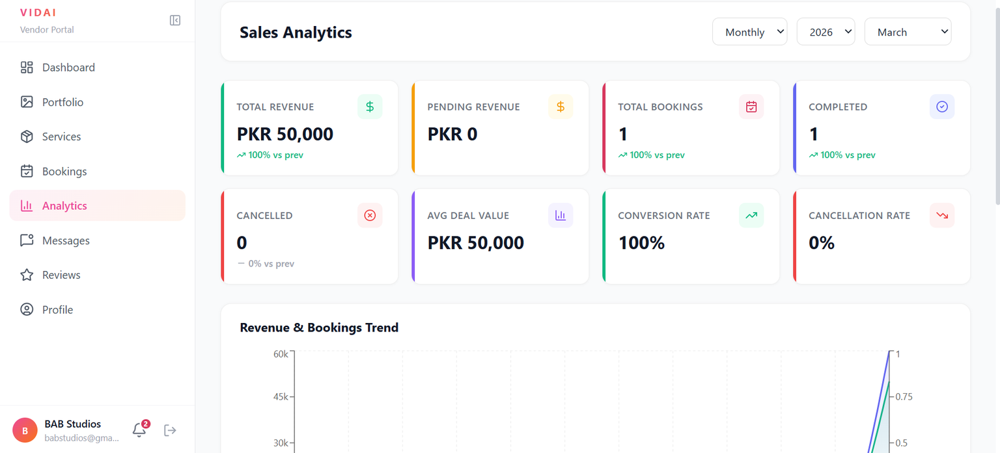 VIDAI
Vendor Portal
Dashboard
Portfolio
Services
Bookings
Analytics
Messages
Reviews
Profile
B
BAB Studios
babstudios@gma...
2
Sales Analytics
Monthly
2026
March
TOTAL REVENUE
PKR 50,000
100% vs prev
PENDING REVENUE
PKR 0
TOTAL BOOKINGS
1
100% vs prev
COMPLETED
1
100% vs prev
CANCELLED
0
0% vs prev
AVG DEAL VALUE
PKR 50,000
CONVERSION RATE
100%
CANCELLATION RATE
0%
Revenue & Bookings Trend
60k
45k
30k
1
0.75
0.5